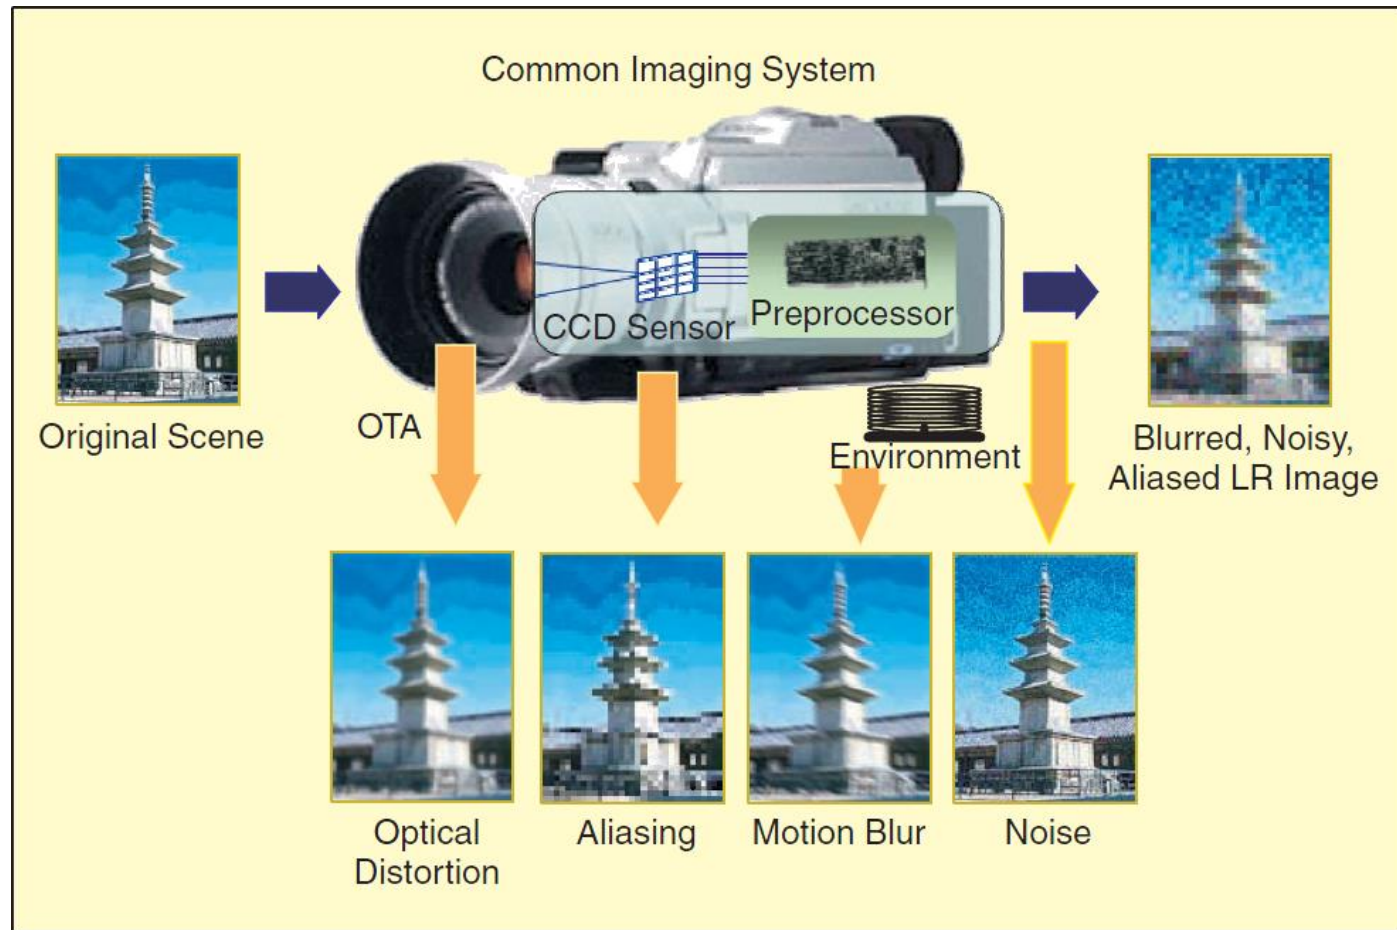 Common Imaging System
CCD Sensor
Preprocessor
Original Scene
OTA
Environment
Blurred, Noisy,
Aliased LR Image
Optical
Distortion
Aliasing
Motion Blur
Noise